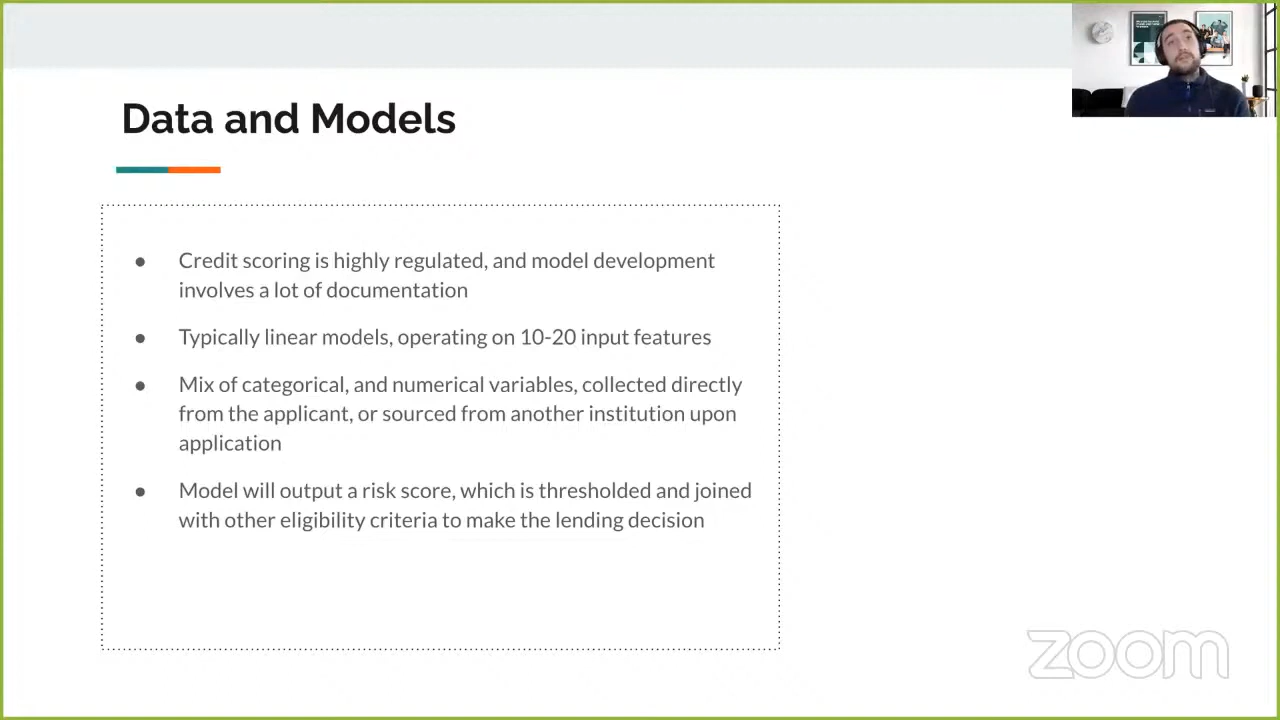 Data and Models
● Credit scoring is highly regulated, and model development
involves a lot of documentation
● Typically linear models, operating on 10-20 input features
● Mix of categorical, and numerical variables, collected directly
from the applicant, or sourced from another institution upon
application
● Model will output a risk score, which is thresholded and joined
with other eligibility criteria to make the lending decision
zoom